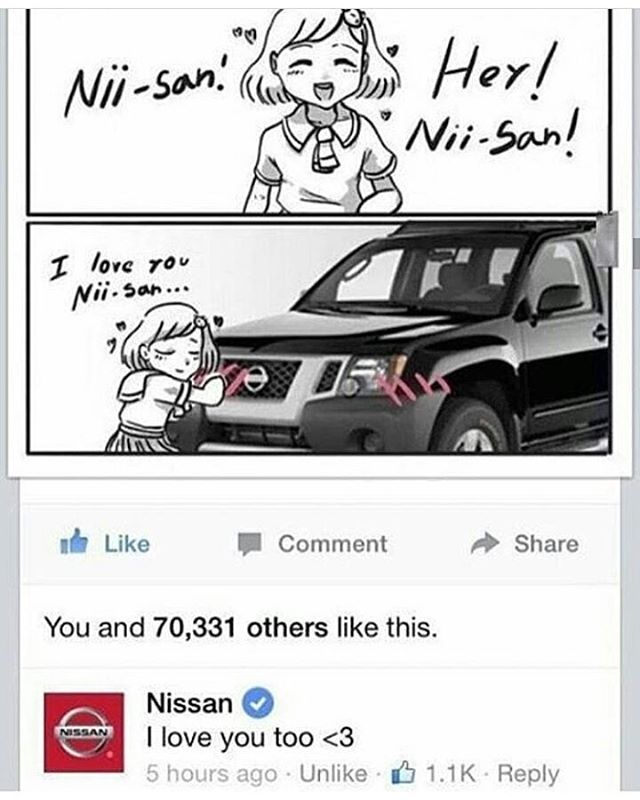 Nii-san!
Hey!
Nii-San!
I love you
Nii-san...
Like
Comment
Share
You and 70,331 others like this.
Nissan
NISSAN
I love you too <3
5 hours ago · Unlike · 1.1K · Reply